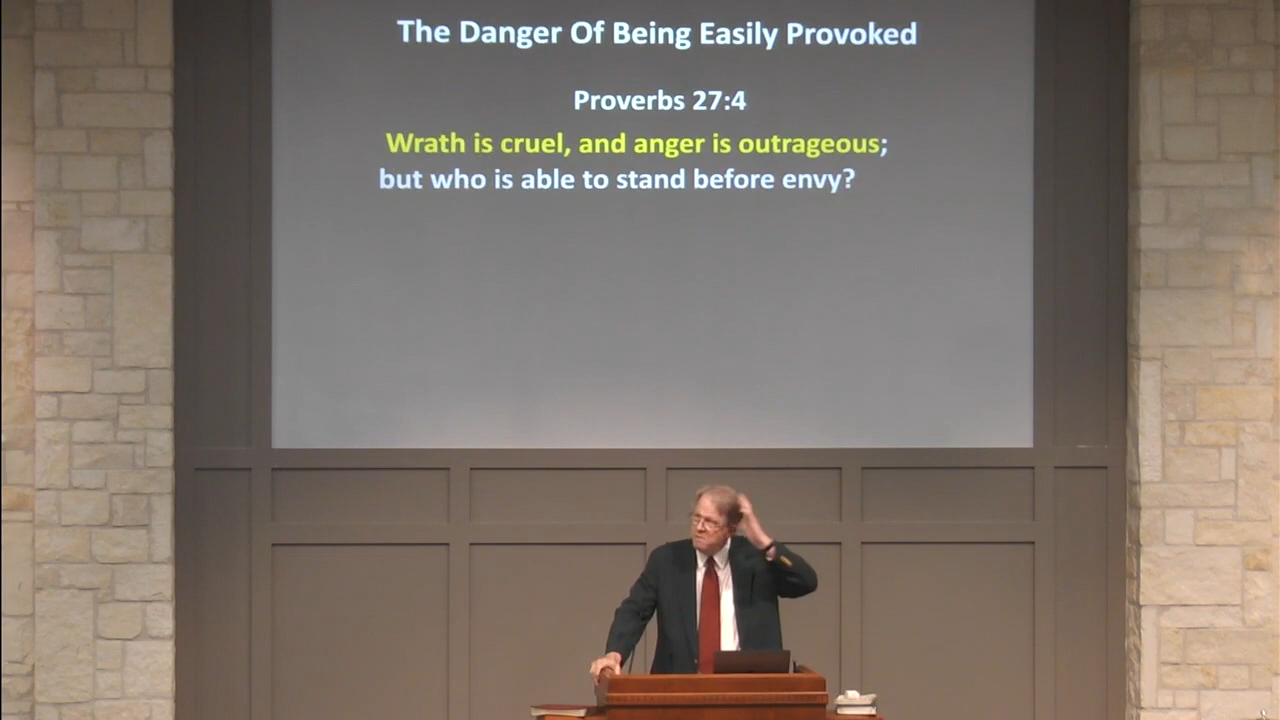 The Danger Of Being Easily Provoked
Proverbs 27:4
Wrath is cruel, and anger is outrageous;
but who is able to stand before envy?